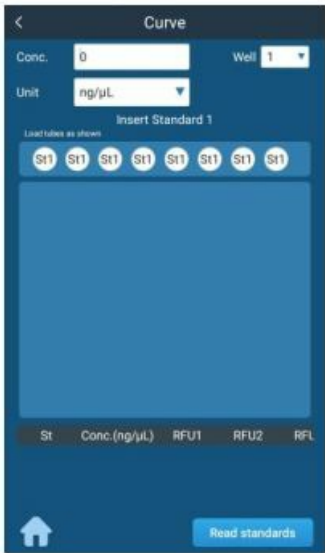 Curve
Conc. 0 Well 1
Unit ng/µL
Insert Standard 1
Load tubes as shown
St1 St1 St1 St1 St1 St1 St1 St1
St Conc.(ng/µL) RFU1 RFU2 RFL
Read standards